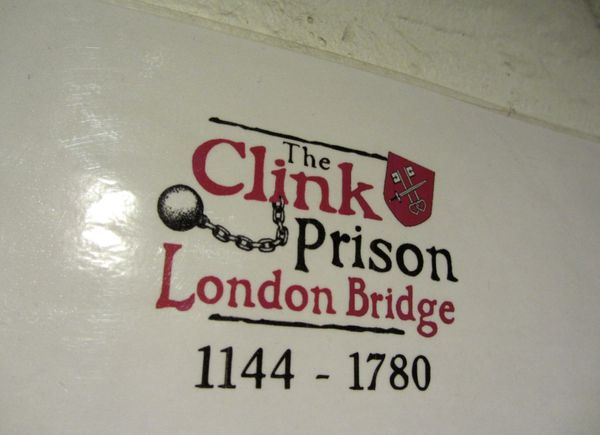 The
Clink
Prison
London Bridge
1144 - 1780